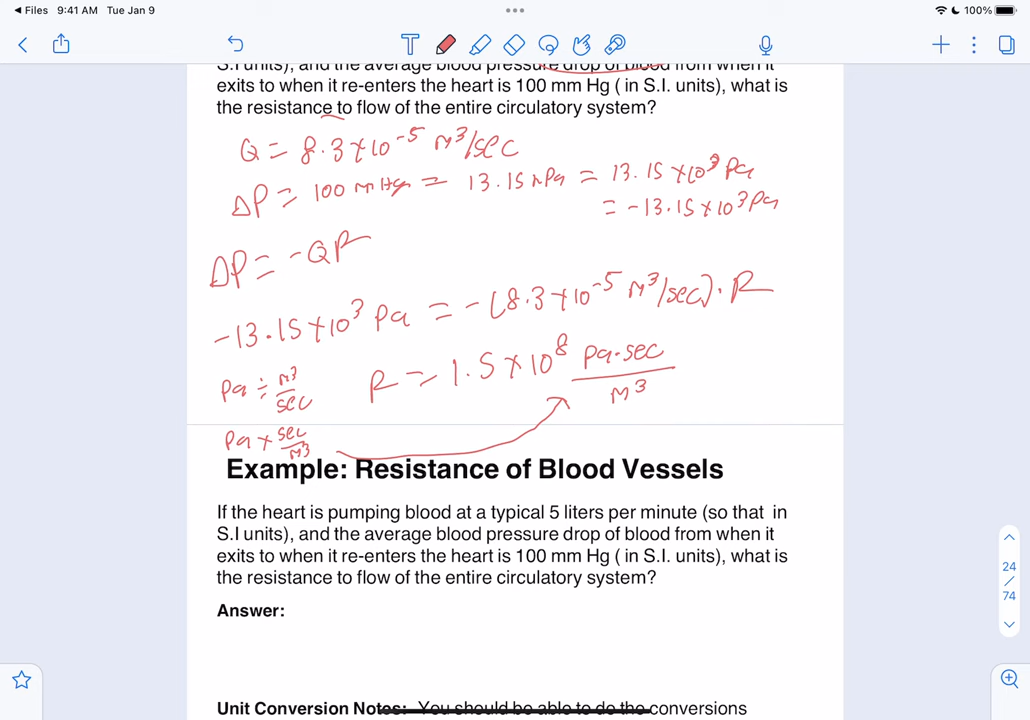 Files 9:41 AM Tue Jan 9 100%
S.I units), and the average blood pressure drop of blood from when it
exits to when it re-enters the heart is 100 mm Hg ( in S.I. units), what is
the resistance to flow of the entire circulatory system?
Q = 8.3×10⁻⁵ m³/sec
ΔP = 100 mmHg = 13.15 kPa = 13.15×10³ Pa
= -13.15×10³ Pa
ΔP = -QR
-13.15×10³ Pa = -(8.3×10⁻⁵ m³/sec)·R
R = 1.5×10⁸ Pa·sec/m³
Pa ÷ m³/sec
Pa × sec/m³
Example: Resistance of Blood Vessels
If the heart is pumping blood at a typical 5 liters per minute (so that in
S.I units), and the average blood pressure drop of blood from when it
exits to when it re-enters the heart is 100 mm Hg ( in S.I. units), what is
the resistance to flow of the entire circulatory system?
Answer:
24
/
74
Unit Conversion Notes: You should be able to do the conversions